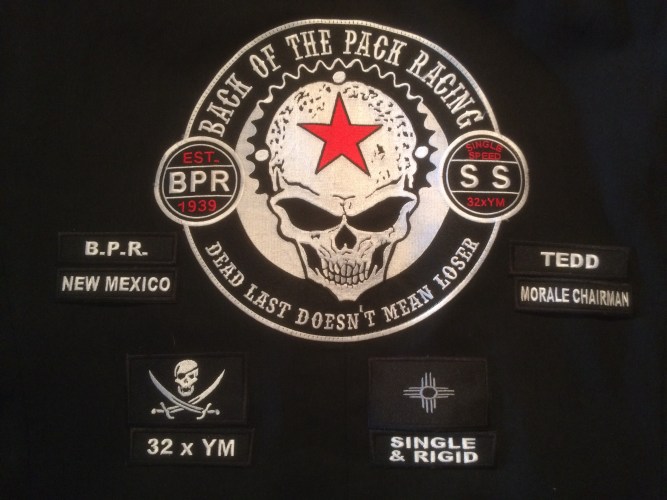 BACK OF THE PACK RACING
EST.
BPR
1939
SINGLE
SPEED
S S
32xYM
DEAD LAST DOESN'T MEAN LOSER
B.P.R.
NEW MEXICO
TEDD
MORALE CHAIRMAN
32 x YM
SINGLE
& RIGID